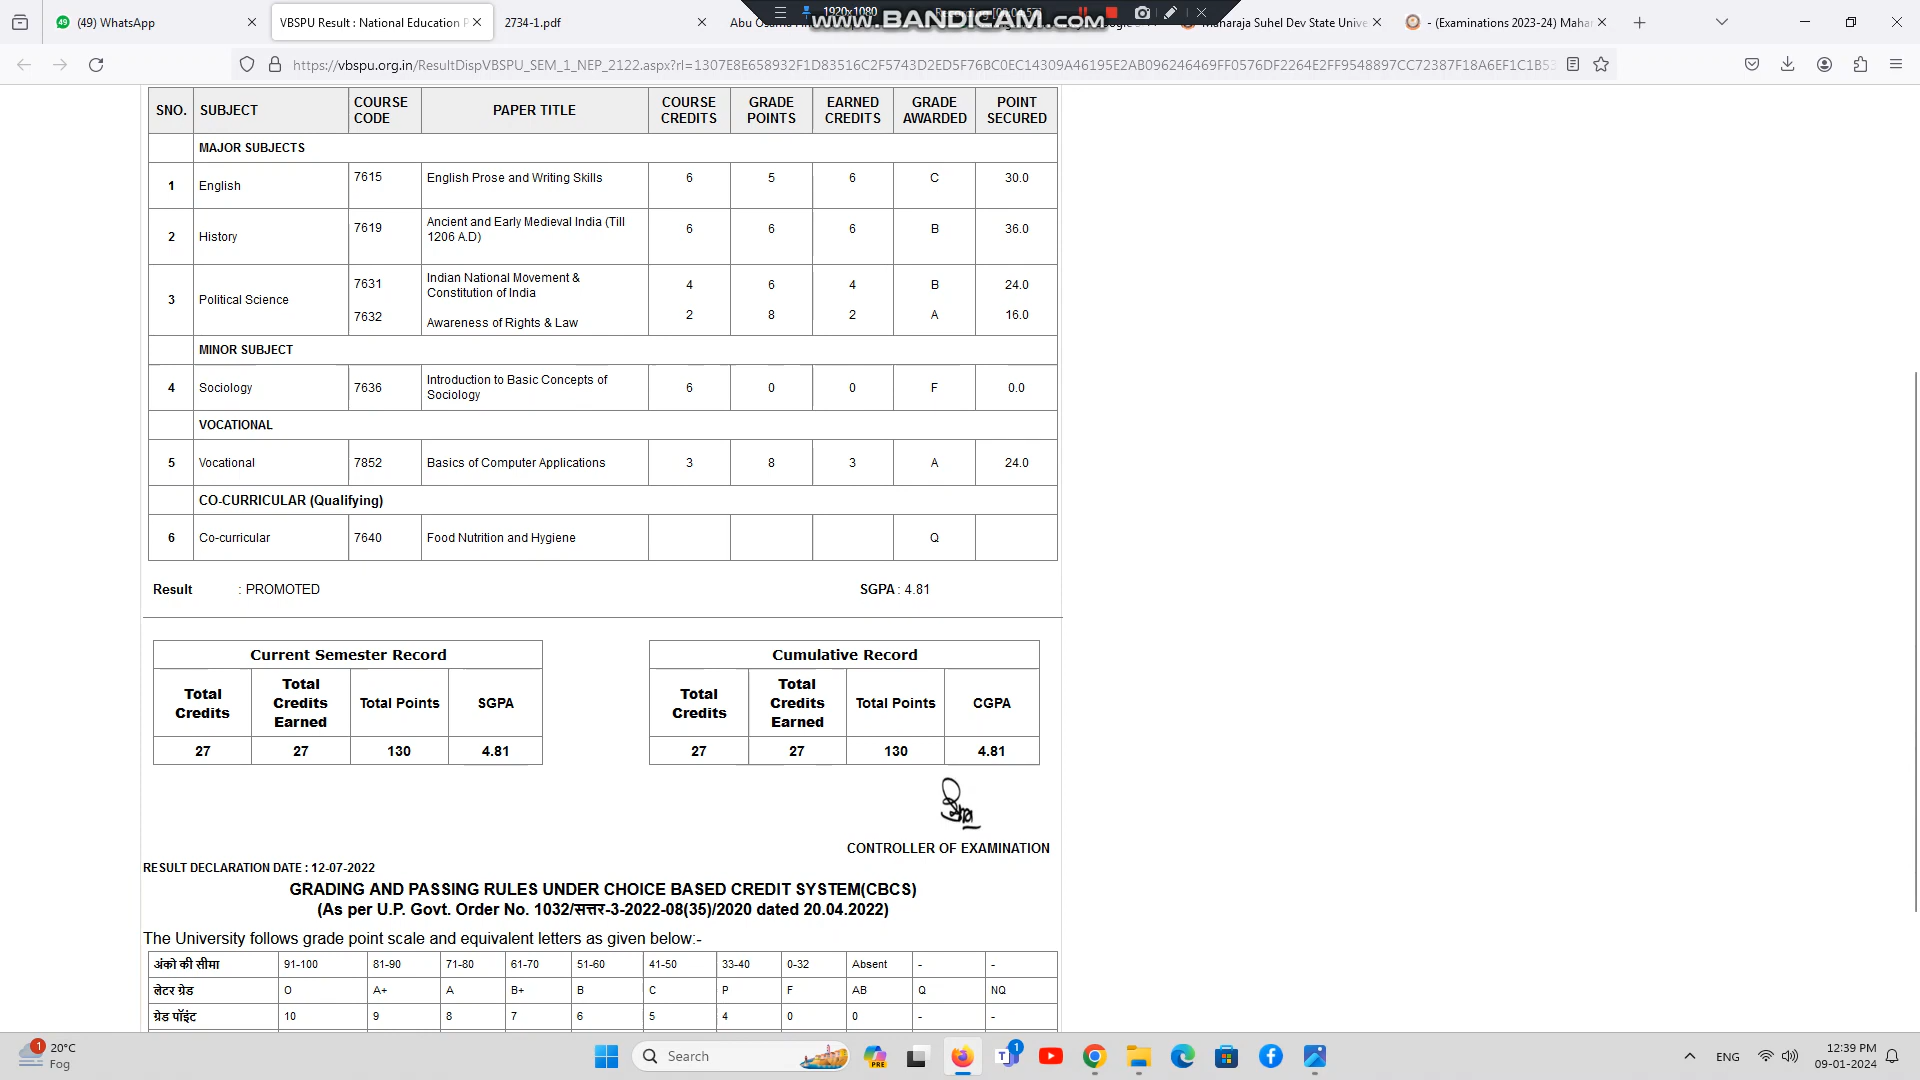 (49) WhatsApp
VBSPU Result : National Education P
2734-1.pdf
Abu Osama
1920x1080
www.BANDICAM.com
Maharaja Suhel Dev State Unive
- (Examinations 2023-24) Mahar
https://vbspu.org.in/ResultDispVBSPU_SEM_1_NEP_2122.aspx?rl=1307E8E658932F1D83516C2F5743D2ED5F76BC0EC14309A46195E2AB096246469FF0576DF2264E2FF9548897CC72387F18A6EF1C1B53
SNO. SUBJECT COURSE CODE PAPER TITLE COURSE CREDITS GRADE POINTS EARNED CREDITS GRADE AWARDED POINT SECURED
MAJOR SUBJECTS
1 English 7615 English Prose and Writing Skills 6 5 6 C 30.0
2 History 7619 Ancient and Early Medieval India (Till 1206 A.D) 6 6 6 B 36.0
3 Political Science 7631 Indian National Movement & Constitution of India 4 6 4 B 24.0
7632 Awareness of Rights & Law 2 8 2 A 16.0
MINOR SUBJECT
4 Sociology 7636 Introduction to Basic Concepts of Sociology 6 0 0 F 0.0
VOCATIONAL
5 Vocational 7852 Basics of Computer Applications 3 8 3 A 24.0
CO-CURRICULAR (Qualifying)
6 Co-curricular 7640 Food Nutrition and Hygiene Q
Result : PROMOTED SGPA : 4.81
Current Semester Record
Total Credits Total Credits Earned Total Points SGPA
27 27 130 4.81
Cumulative Record
Total Credits Total Credits Earned Total Points CGPA
27 27 130 4.81
CONTROLLER OF EXAMINATION
RESULT DECLARATION DATE : 12-07-2022
GRADING AND PASSING RULES UNDER CHOICE BASED CREDIT SYSTEM(CBCS)
(As per U.P. Govt. Order No. 1032/सत्तर-3-2022-08(35)/2020 dated 20.04.2022)
The University follows grade point scale and equivalent letters as given below:-
अंको की सीमा 91-100 81-90 71-80 61-70 51-60 41-50 33-40 0-32 Absent - -
लेटर ग्रेड O A+ A B+ B C P F AB Q NQ
ग्रेड पॉइंट 10 9 8 7 6 5 4 0 0 - -
1 20°C
Fog
Search
PRE
1
ENG
12:39 PM
09-01-2024